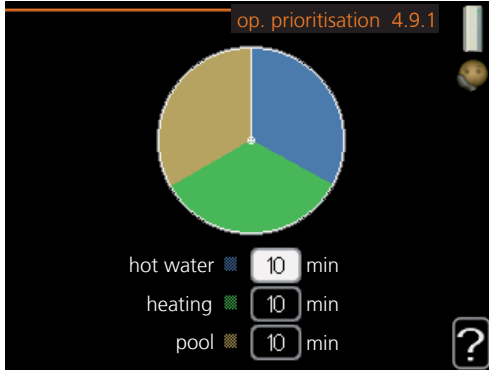 op. prioritisation 4.9.1
hot water 10 min
heating 10 min
pool 10 min
?